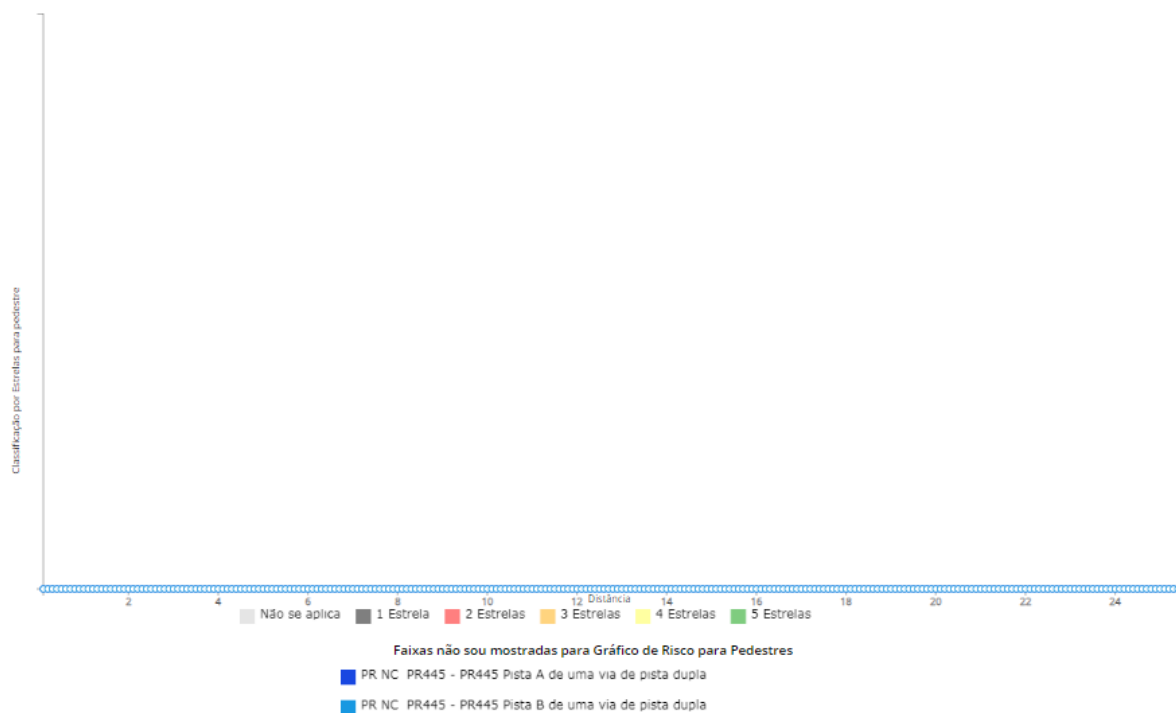 Classificação por Estrelas para pedestre
2 4 6 8 10 12 14 16 18 20 22 24
Distância
Não se aplica 1 Estrela 2 Estrelas 3 Estrelas 4 Estrelas 5 Estrelas
Faixas não sou mostradas para Gráfico de Risco para Pedestres
PR NC PR445 - PR445 Pista A de uma via de pista dupla
PR NC PR445 - PR445 Pista B de uma via de pista dupla